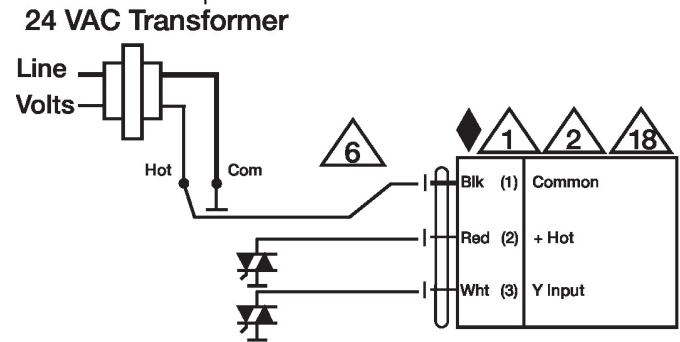 24 VAC Transformer
Line
Volts
Hot
Com
6
1
2
18
Blk (1) Common
Red (2) + Hot
Wht (3) Y Input